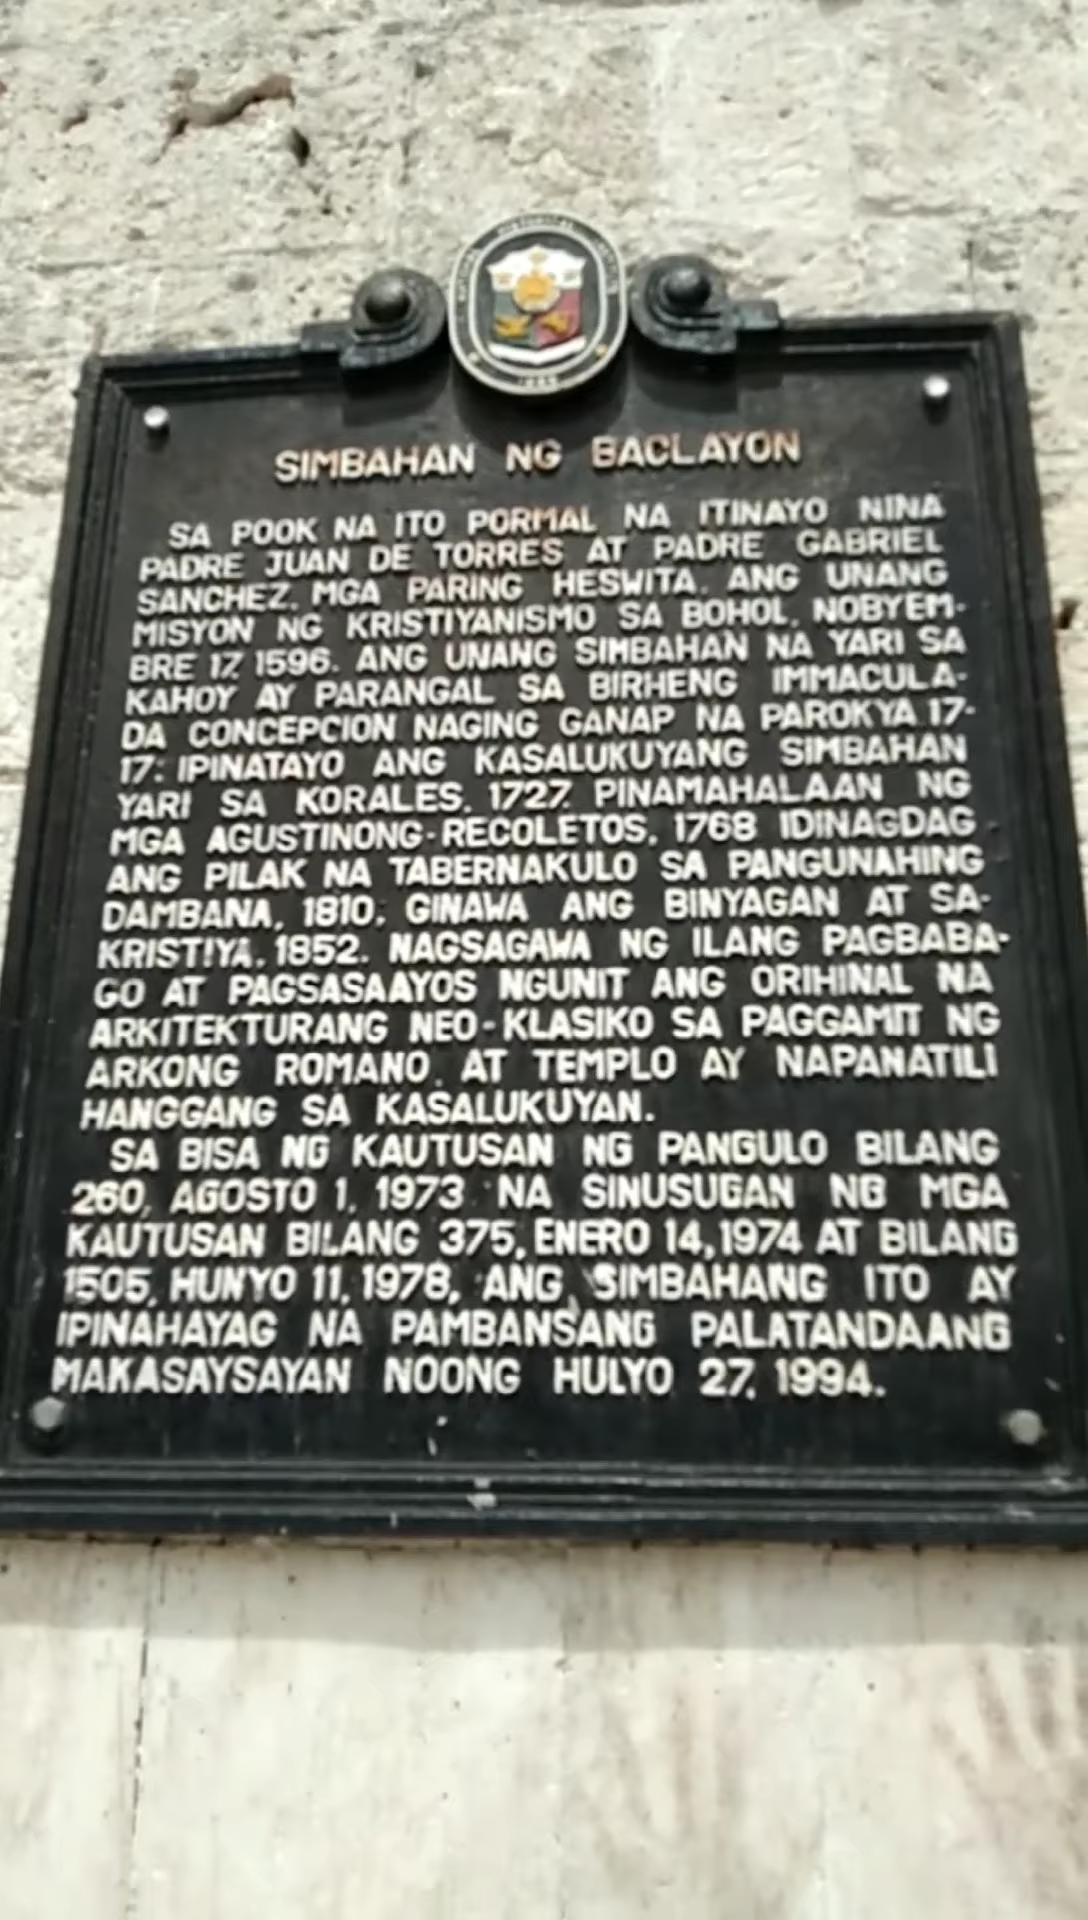 SIMBAHAN NG BACLAYON
SA POOK NA ITO PORMAL NA ITINAYO NINA
PADRE JUAN DE TORRES AT PADRE GABRIEL
SANCHEZ, MGA PARING HESWITA, ANG UNANG
MISYON NG KRISTIYANISMO SA BOHOL, NOBYEM-
BRE 17, 1596. ANG UNANG SIMBAHAN NA YARI SA
KAHOY AY PARANGAL SA BIRHENG IMMACULA-
DA CONCEPCION NAGING GANAP NA PAROKYA 17-
17; IPINATAYO ANG KASALUKUYANG SIMBAHAN
YARI SA KORALES, 1727. PINAMAHALAAN NG
MGA AGUSTINONG-RECOLETOS, 1768 IDINAGDAG
ANG PILAK NA TABERNAKULO SA PANGUNAHING
DAMBANA, 1810; GINAWA ANG BINYAGAN AT SA-
KRISTIYA, 1852. NAGSAGAWA NG ILANG PAGBABA-
GO AT PAGSASAAYOS NGUNIT ANG ORIHINAL NA
ARKITEKTURANG NEO-KLASIKO SA PAGGAMIT NG
ARKONG ROMANO AT TEMPLO AY NAPANATILI
HANGGANG SA KASALUKUYAN.
SA BISA NG KAUTUSAN NG PANGULO BILANG
260, AGOSTO 1, 1973 NA SINUSUGAN NG MGA
KAUTUSAN BILANG 375, ENERO 14, 1974 AT BILANG
1505, HUNYO 11, 1978, ANG SIMBAHANG ITO AY
IPINAHAYAG NA PAMBANSANG PALATANDAANG
MAKASAYSAYAN NOONG HULYO 27, 1994.